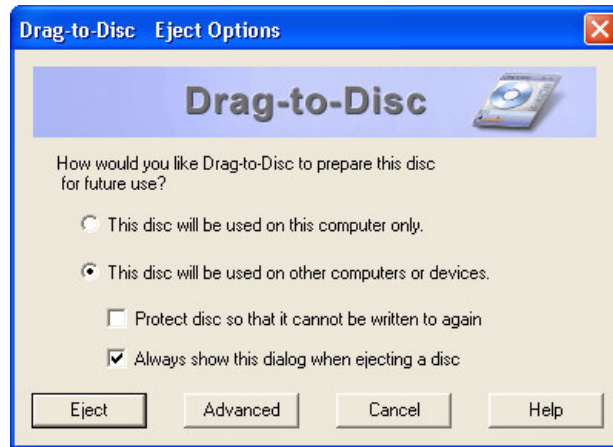 Drag-to-Disc Eject Options
Drag-to-Disc
How would you like Drag-to-Disc to prepare this disc
for future use?
This disc will be used on this computer only.
This disc will be used on other computers or devices.
Protect disc so that it cannot be written to again
Always show this dialog when ejecting a disc
Eject Advanced Cancel Help